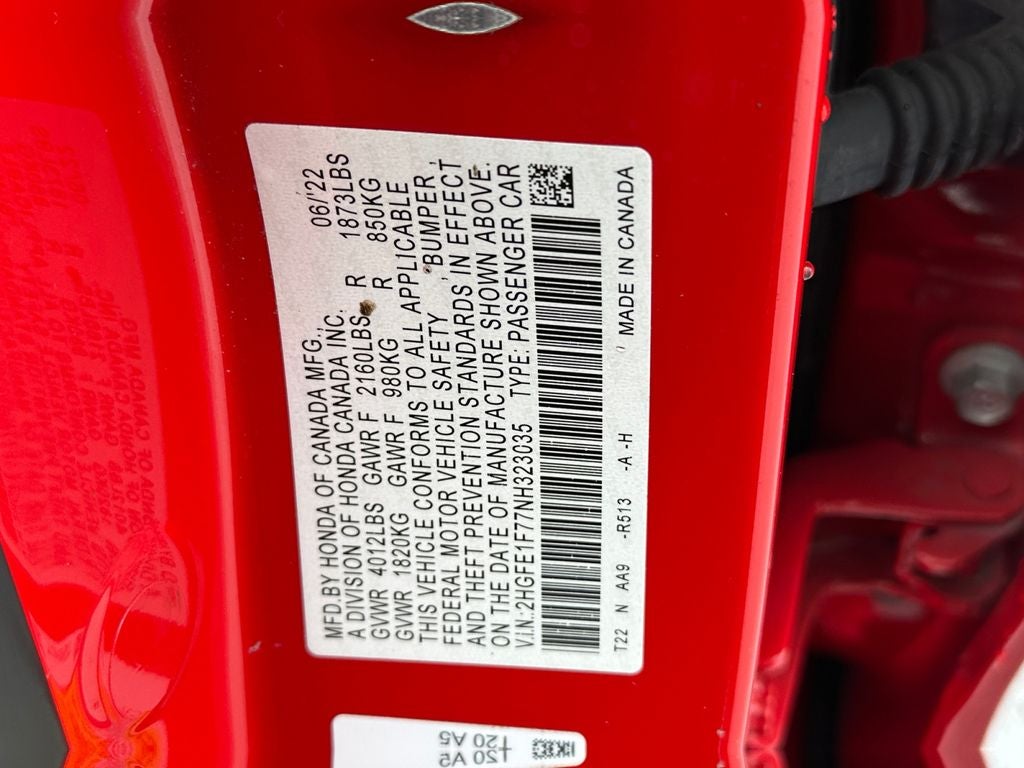 MFD.BY HONDA OF CANADA MFG., 06/'22
A DIVISION OF HONDA CANADA INC.
GVWR 4012LBS GAWR F 2160LBS R 1873LBS
GVWR 1820KG GAWR F 980KG R 850KG
THIS VEHICLE CONFORMS TO ALL APPLICABLE
FEDERAL MOTOR VEHICLE SAFETY , BUMPER,
AND THEFT PREVENTION STANDARDS IN EFFECT
ON THE DATE OF MANUFACTURE SHOWN ABOVE.
V.I.N.:2HGFE1F77NH323035 TYPE: PASSENGER CAR
T22 N AA9 -R513 -A -H MADE IN CANADA
20 A5